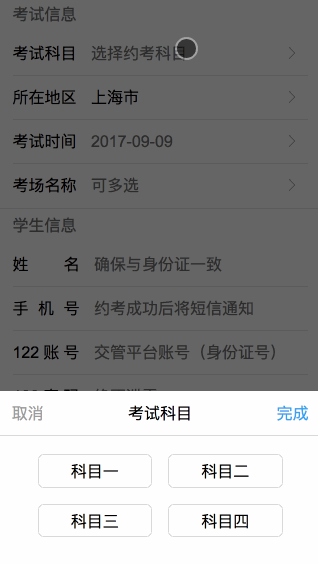 考试信息
考试科目 选择约考科目
所在地区 上海市
考试时间 2017-09-09
考场名称 可多选
学生信息
姓 名 确保与身份证一致
手 机 号 约考成功后将短信通知
122 账 号 交管平台账号（身份证号）
取消 考试科目 完成
科目一 科目二
科目三 科目四